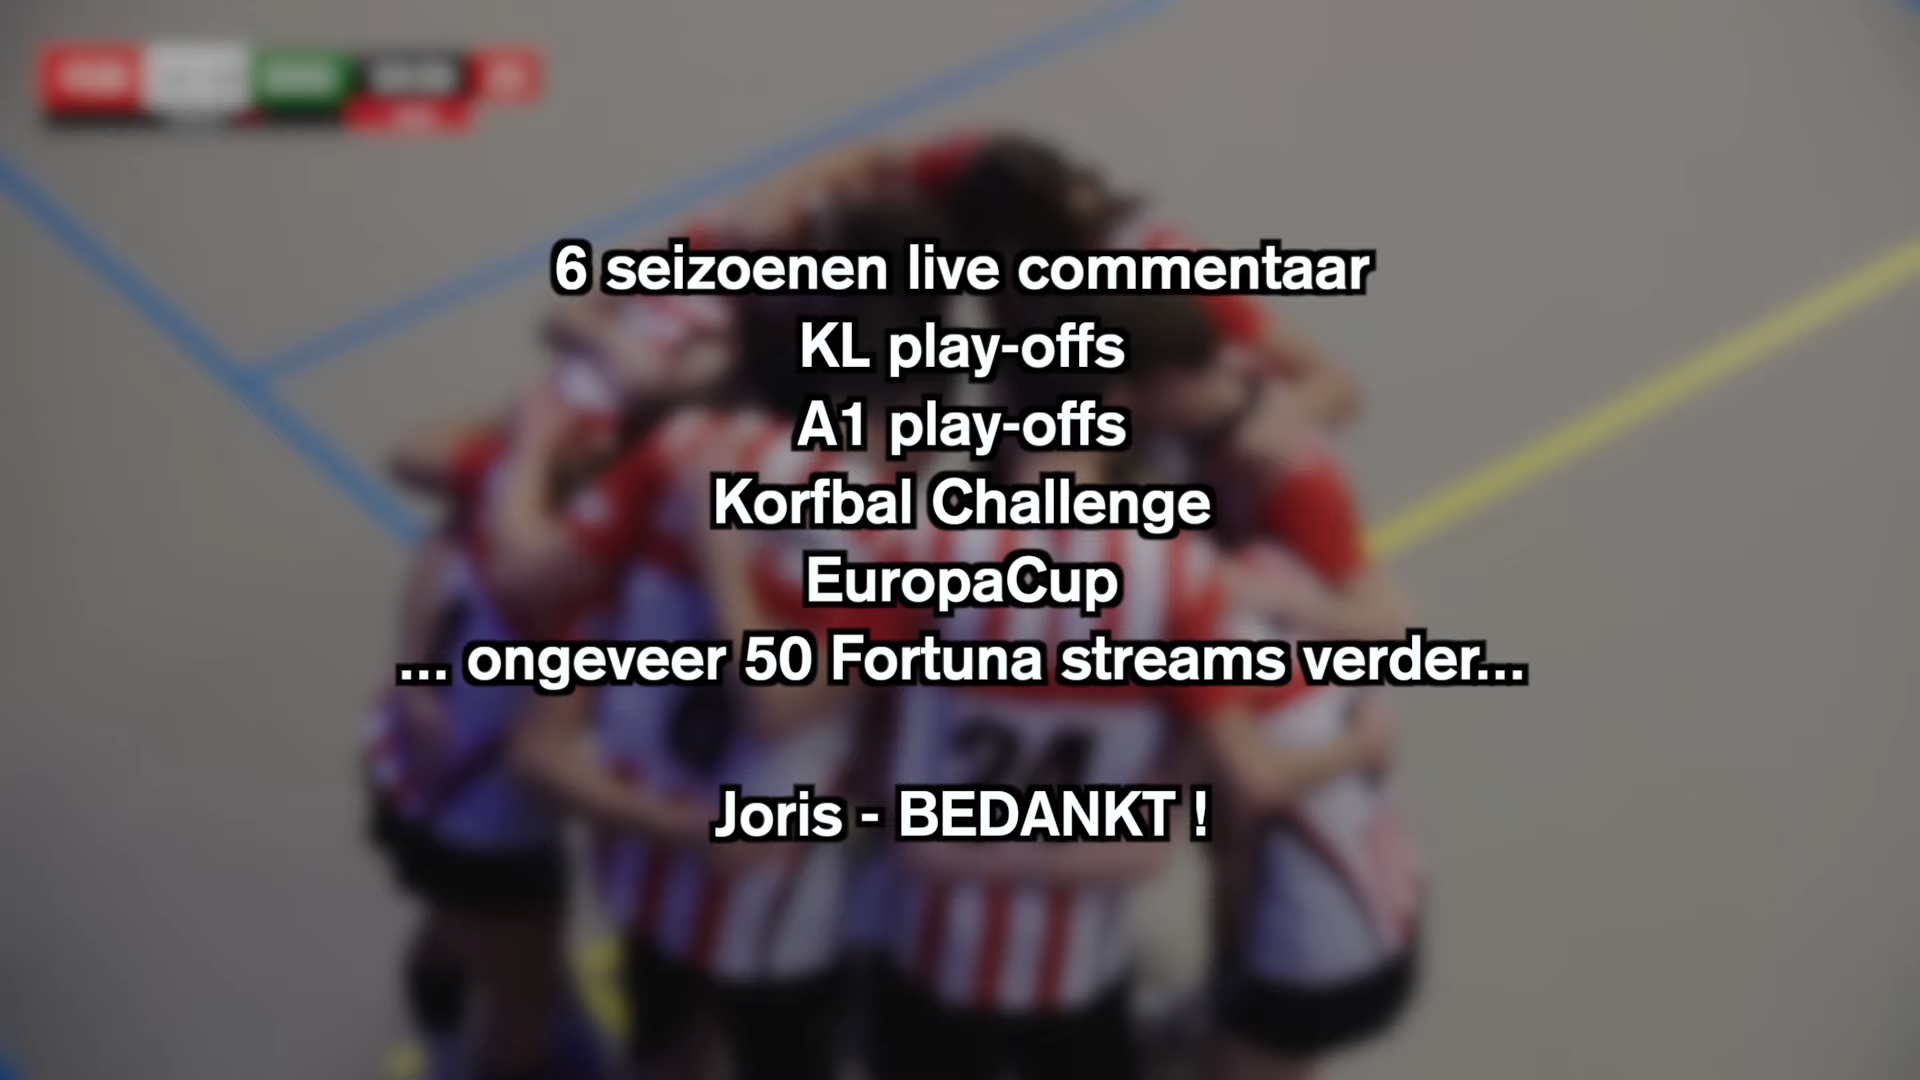 6 seizoenen live commentaar
KL play-offs
A1 play-offs
Korfbal Challenge
EuropaCup
... ongeveer 50 Fortuna streams verder...
24
Joris - BEDANKT !